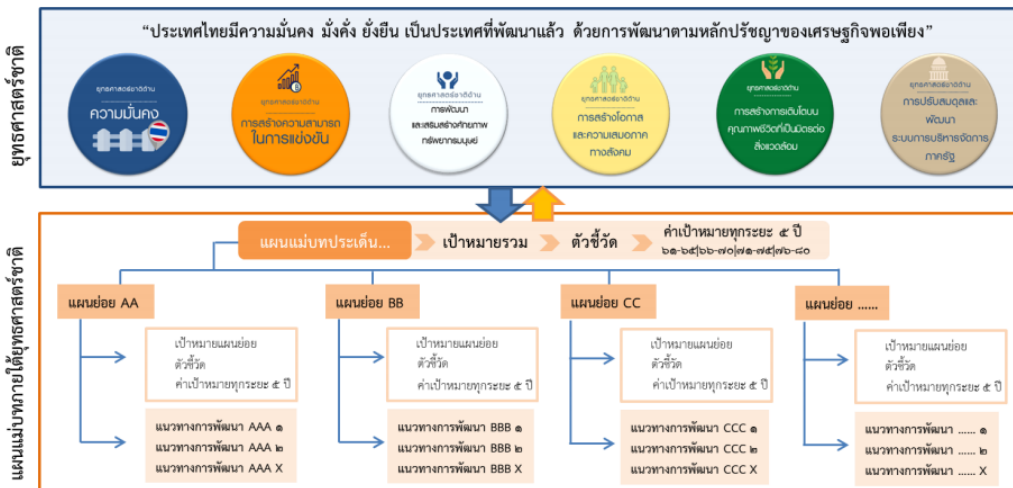 ยุทธศาสตร์ชาติ
“ประเทศไทยมีความมั่นคง มั่งคั่ง ยั่งยืน เป็นประเทศที่พัฒนาแล้ว ด้วยการพัฒนาตามหลักปรัชญาของเศรษฐกิจพอเพียง”
ยุทธศาสตร์ชาติด้าน
ความมั่นคง
ยุทธศาสตร์ชาติด้าน
การสร้างความสามารถ
ในการแข่งขัน
ยุทธศาสตร์ชาติด้าน
การพัฒนา
และเสริมสร้างศักยภาพ
ทรัพยากรมนุษย์
ยุทธศาสตร์ชาติด้าน
การสร้างโอกาส
และความเสมอภาค
ทางสังคม
ยุทธศาสตร์ชาติด้าน
การสร้างการเติบโตบน
คุณภาพชีวิตที่เป็นมิตรต่อ
สิ่งแวดล้อม
ยุทธศาสตร์ชาติด้าน
การปรับสมดุลและ
พัฒนา
ระบบการบริหารจัดการ
ภาครัฐ
แผนแม่บทภายใต้ยุทธศาสตร์ชาติ
แผนแม่บทประเด็น...
เป้าหมายรวม
ตัวชี้วัด
ค่าเป้าหมายทุกระยะ ๕ ปี
๖๑-๖๕|๖๖-๗๐|๗๑-๗๕|๗๖-๘๐
แผนย่อย AA
เป้าหมายแผนย่อย
ตัวชี้วัด
ค่าเป้าหมายทุกระยะ ๕ ปี
แนวทางการพัฒนา AAA ๑
แนวทางการพัฒนา AAA ๒
แนวทางการพัฒนา AAA X
แผนย่อย BB
เป้าหมายแผนย่อย
ตัวชี้วัด
ค่าเป้าหมายทุกระยะ ๕ ปี
แนวทางการพัฒนา BBB ๑
แนวทางการพัฒนา BBB ๒
แนวทางการพัฒนา BBB X
แผนย่อย CC
เป้าหมายแผนย่อย
ตัวชี้วัด
ค่าเป้าหมายทุกระยะ ๕ ปี
แนวทางการพัฒนา CCC ๑
แนวทางการพัฒนา CCC ๒
แนวทางการพัฒนา CCC X
แผนย่อย ......
เป้าหมายแผนย่อย
ตัวชี้วัด
ค่าเป้าหมายทุกระยะ ๕ ปี
แนวทางการพัฒนา ...... ๑
แนวทางการพัฒนา ...... ๒
แนวทางการพัฒนา ...... X